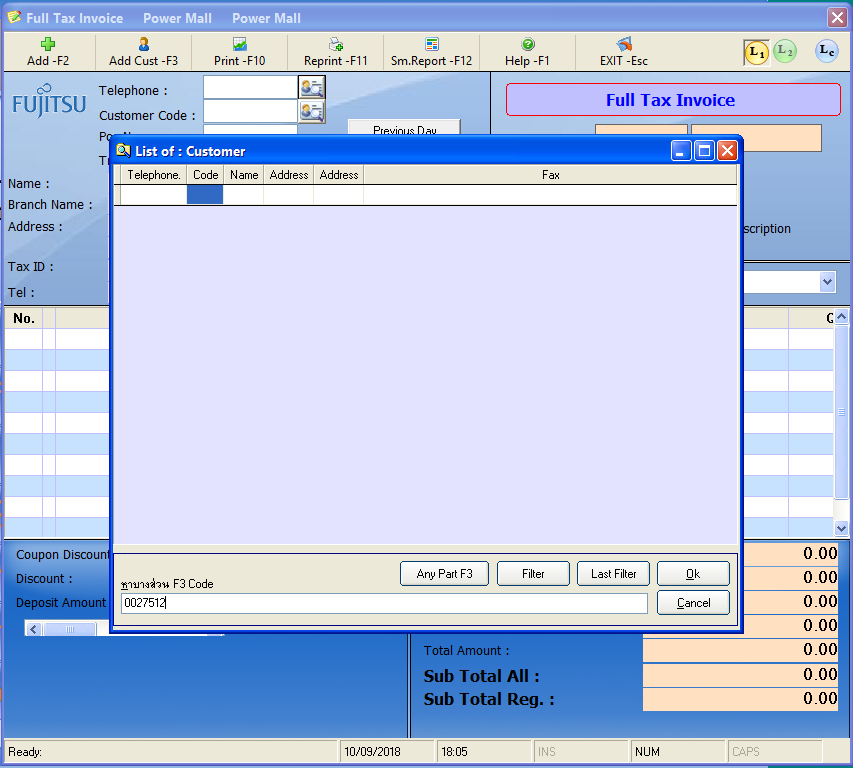 Full Tax Invoice Power Mall Power Mall
Add -F2 Add Cust -F3 Print -F10 Reprint -F11 Sm.Report -F12 Help -F1 EXIT -Esc L1 L2 Lc
FUJITSU
Telephone :
Customer Code :
Full Tax Invoice
Previous Day
List of : Customer
Telephone. Code Name Address Address Fax
Name :
Branch Name :
Address :
scription
Tax ID :
Tel :
No.
Coupon Discount
0.00
Discount :
0.00
Deposit Amount
0.00
Any Part F3 Filter Last Filter Ok
หาบางส่วน F3 Code
0027512
Cancel
0.00
Total Amount :
0.00
Sub Total All :
0.00
Sub Total Reg. :
0.00
Ready: 10/09/2018 18:05 INS NUM CAPS